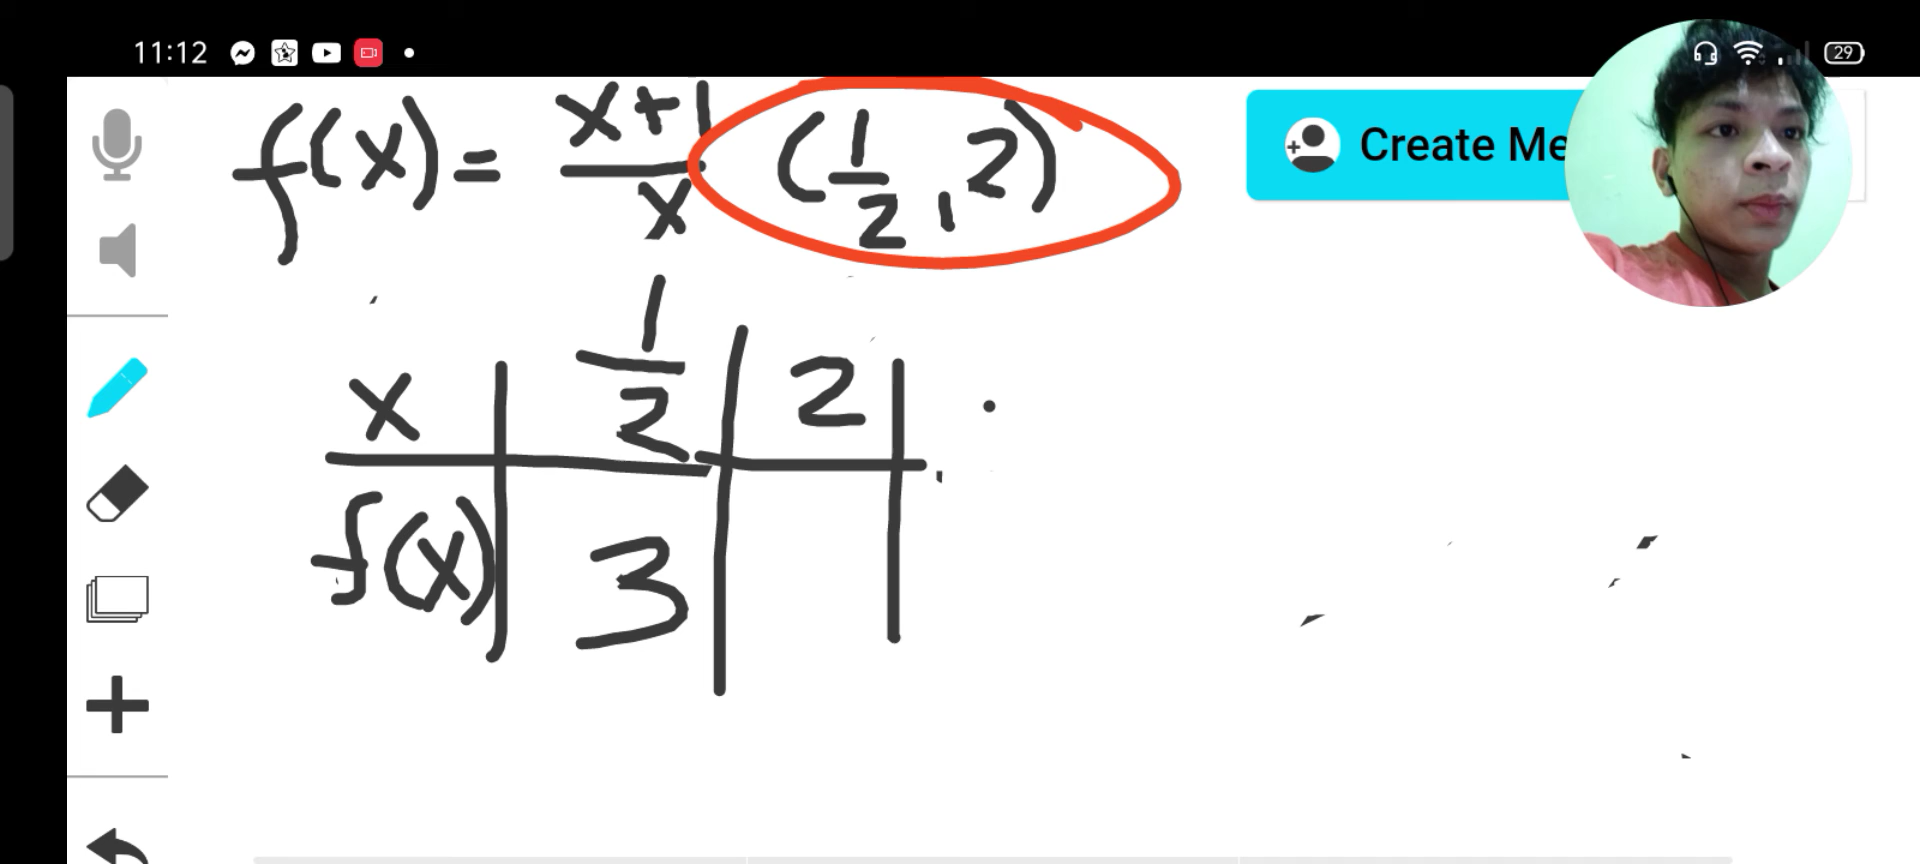 11:12
29
f(x) = x+1/x (1/2, 2)
Create Me
x | 1/2 | 2
f(x) | 3